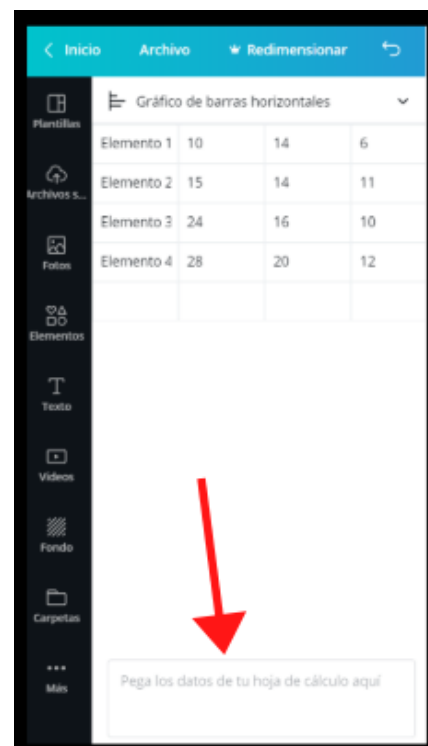 Inicio Archivo Redimensionar
Gráfico de barras horizontales
Plantillas
Elemento 1 10 14 6
Elemento 2 15 14 11
Archivos s...
Elemento 3 24 16 10
Elemento 4 28 20 12
Fotos
Elementos
T
Texto
Videos
Fondo
Carpetas
Más
Pega los datos de tu hoja de cálculo aquí